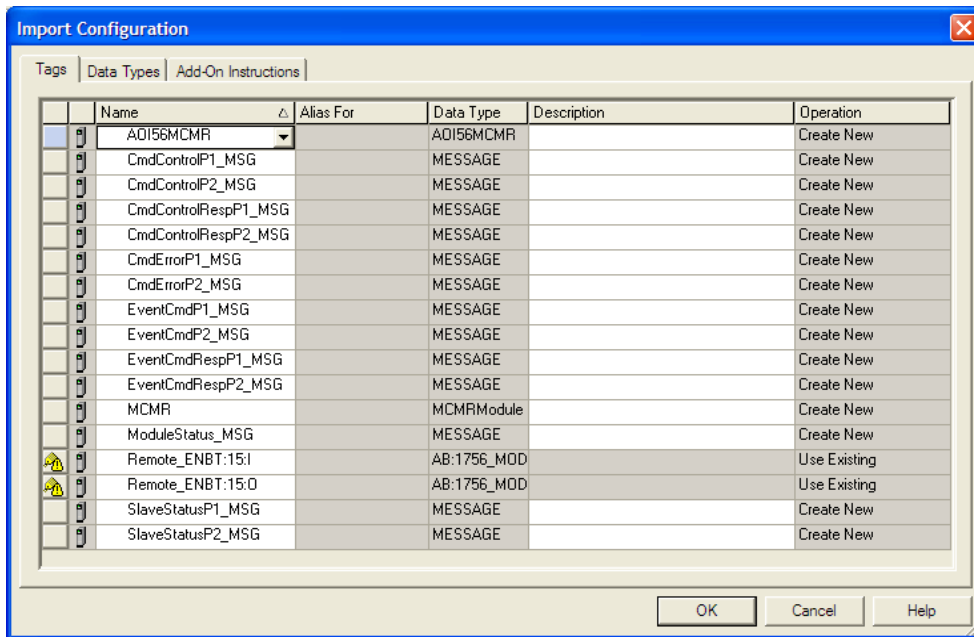 Import Configuration
Tags Data Types Add-On Instructions
Name Alias For Data Type Description Operation
AOI56MCMR AOI56MCMR Create New
CmdControlP1_MSG MESSAGE Create New
CmdControlP2_MSG MESSAGE Create New
CmdControlRespP1_MSG MESSAGE Create New
CmdControlRespP2_MSG MESSAGE Create New
CmdErrorP1_MSG MESSAGE Create New
CmdErrorP2_MSG MESSAGE Create New
EventCmdP1_MSG MESSAGE Create New
EventCmdP2_MSG MESSAGE Create New
EventCmdRespP1_MSG MESSAGE Create New
EventCmdRespP2_MSG MESSAGE Create New
MCMR MCMRModule Create New
ModuleStatus_MSG MESSAGE Create New
Remote_ENBT:15:I AB:1756_MOD Use Existing
Remote_ENBT:15:O AB:1756_MOD Use Existing
SlaveStatusP1_MSG MESSAGE Create New
SlaveStatusP2_MSG MESSAGE Create New
OK Cancel Help